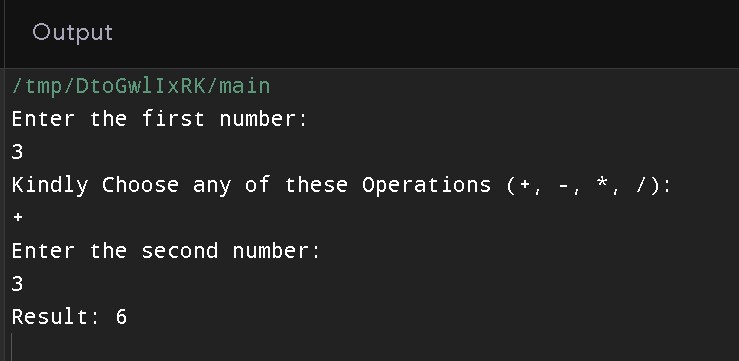 Output
/tmp/DtoGwlIxRK/main
Enter the first number:
3
Kindly Choose any of these Operations (+, -, *, /):
+
Enter the second number:
3
Result: 6